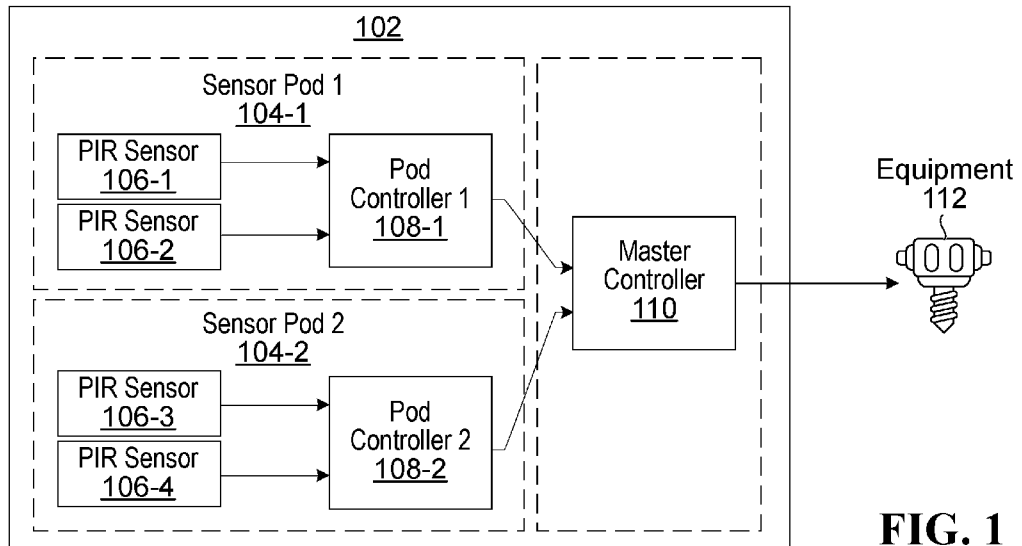 102
Sensor Pod 1
104-1
PIR Sensor
106-1
PIR Sensor
106-2
Pod
Controller 1
108-1
Sensor Pod 2
104-2
PIR Sensor
106-3
PIR Sensor
106-4
Pod
Controller 2
108-2
Master
Controller
110
Equipment
112
FIG. 1